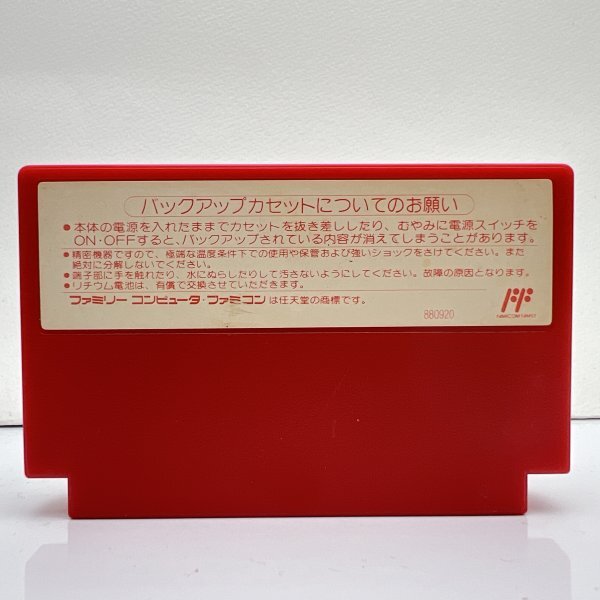 バックアップカセットについてのお願い
●本体の電源を入れたままでカセットを抜き差ししたり、むやみに電源スイッチを
ON・OFFすると、バックアップされている内容が消えてしまうことがあります。
●精密機器ですので、極端な温度条件下での使用や保管および強いショックをさけてください。また
絶対に分解しないでください。
●端子部に手を触れたり、水にぬらしたりして汚さないようにしてください。故障の原因となります。
●リチウム電池は、有償で交換させていただきます。
ファミリー コンピュータ・ファミコン は任天堂の商標です。
880920